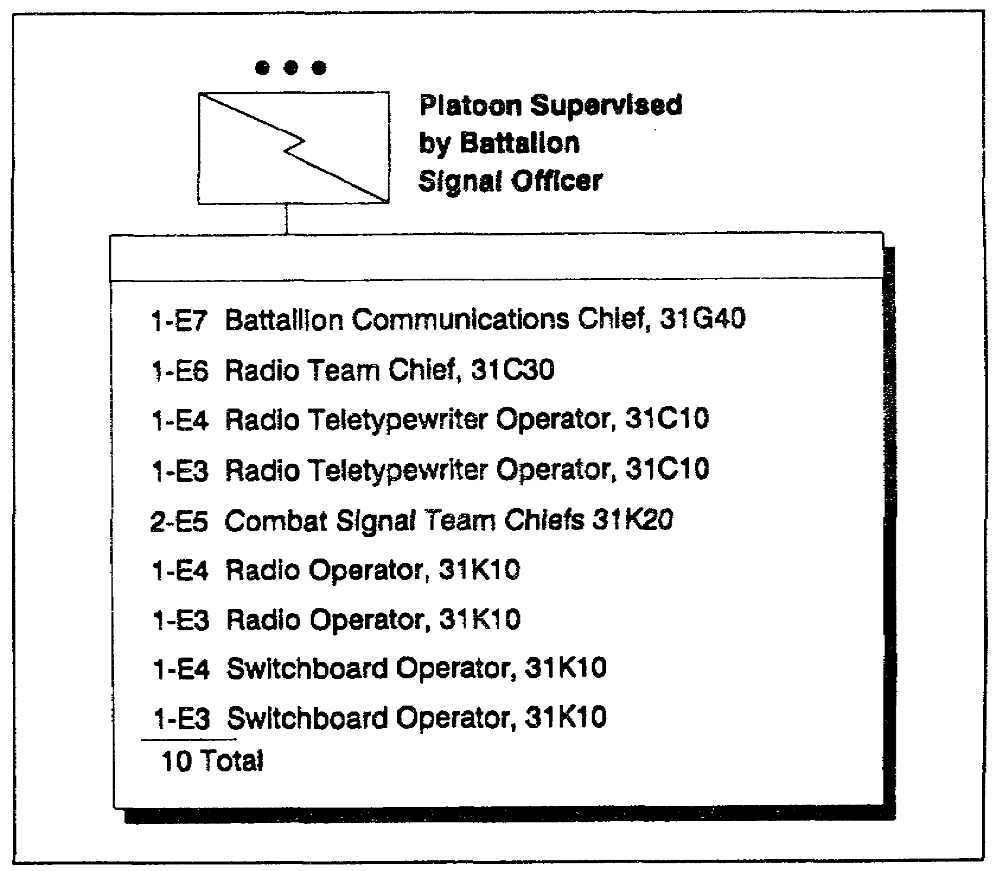 Platoon Supervised
by Battalion
Signal Officer
1-E7 Battallion Communications Chief, 31G40
1-E6 Radio Team Chief, 31C30
1-E4 Radio Teletypewriter Operator, 31C10
1-E3 Radio Teletypewriter Operator, 31C10
2-E5 Combat Signal Team Chiefs 31K20
1-E4 Radio Operator, 31K10
1-E3 Radio Operator, 31K10
1-E4 Switchboard Operator, 31K10
1-E3 Switchboard Operator, 31K10
10 Total